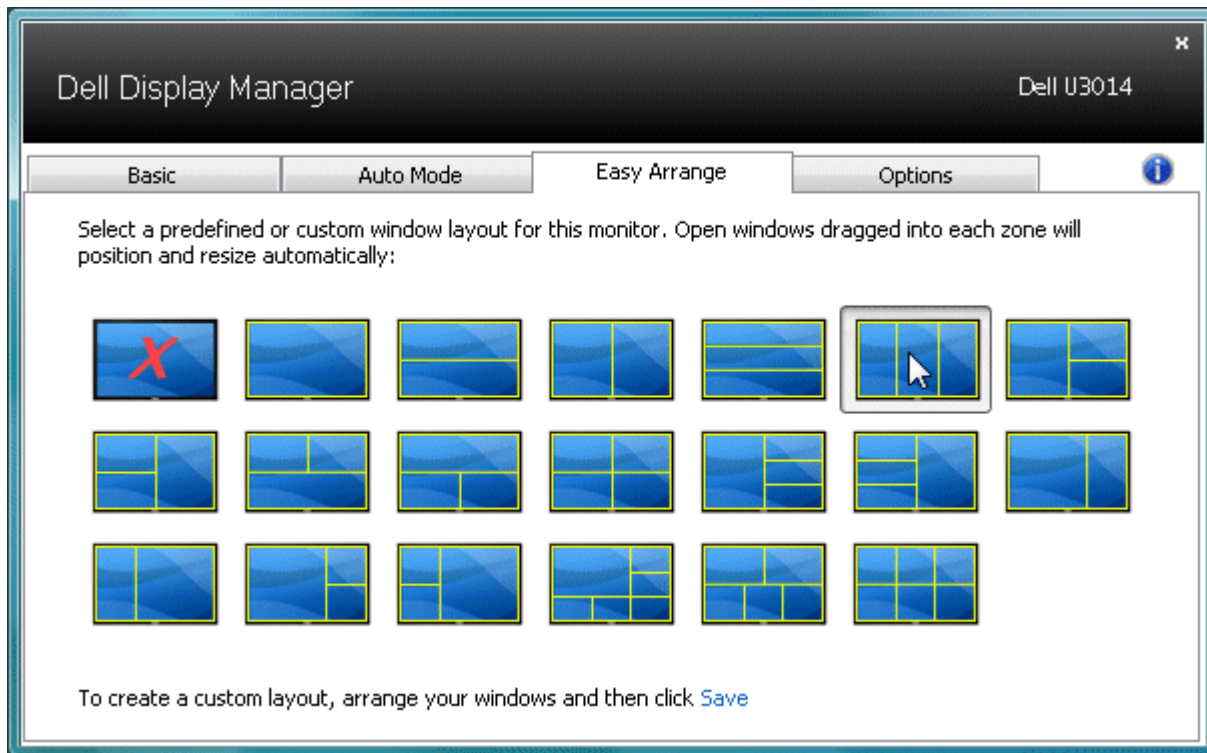 Dell Display Manager
Dell U3014
Basic
Auto Mode
Easy Arrange
Options
Select a predefined or custom window layout for this monitor. Open windows dragged into each zone will
position and resize automatically:
To create a custom layout, arrange your windows and then click Save